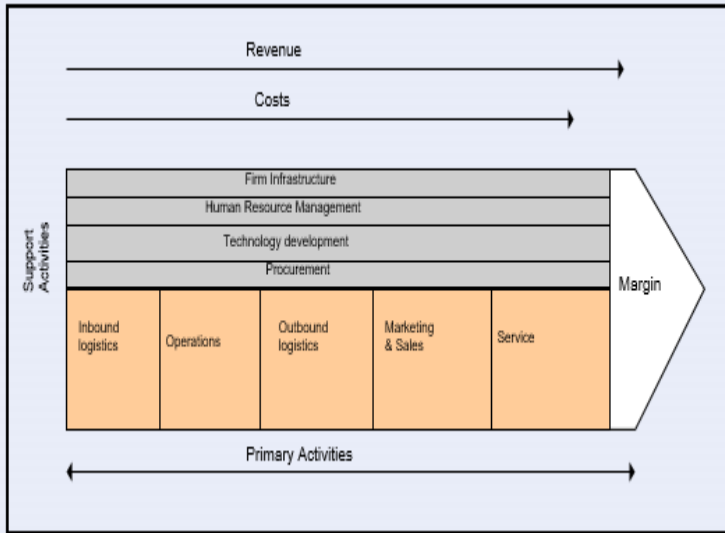 Revenue
Costs
Support
Activities
Firm Infrastructure
Human Resource Management
Technology development
Procurement
Margin
Inbound
logistics
Operations
Outbound
logistics
Marketing
& Sales
Service
Primary Activities